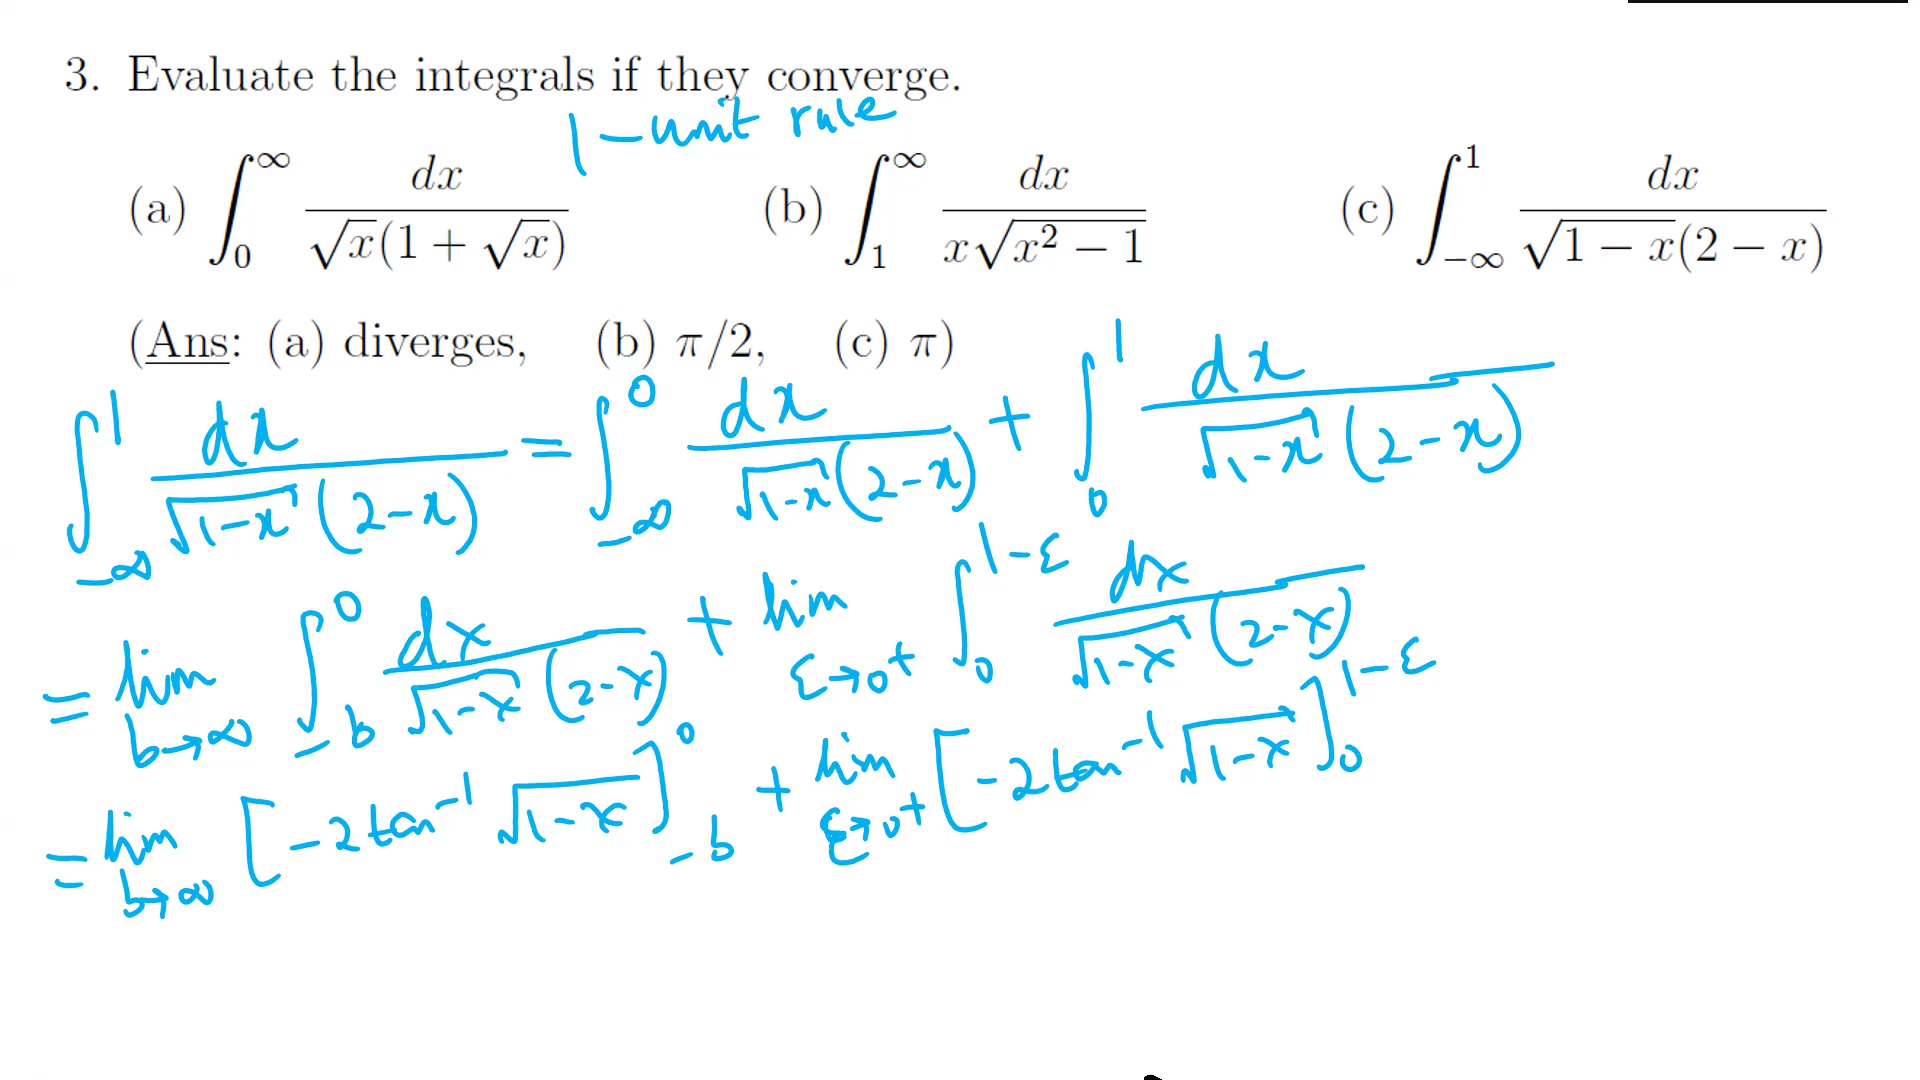 3. Evaluate the integrals if they converge.
1-unit rule
(a) ∫_0^∞ dx/(√x(1 + √x)) (b) ∫_1^∞ dx/(x√(x² − 1)) (c) ∫_{−∞}^1 dx/(√(1 − x)(2 − x))
(Ans: (a) diverges, (b) π/2, (c) π)
∫_{-∞}^1 dx/(√(1-x)(2-x)) = ∫_{-∞}^0 dx/(√(1-x)(2-x)) + ∫_0^1 dx/(√(1-x)(2-x))
= lim_{b→∞} ∫_{-b}^0 dx/(√(1-x)(2-x)) + lim_{ε→0+} ∫_0^{1-ε} dx/(√(1-x)(2-x))
= lim_{b→∞} [-2tan^{-1} √(1-x)]_{-b}^0 + lim_{ε→0+} [-2tan^{-1} √(1-x)]_0^{1-ε}